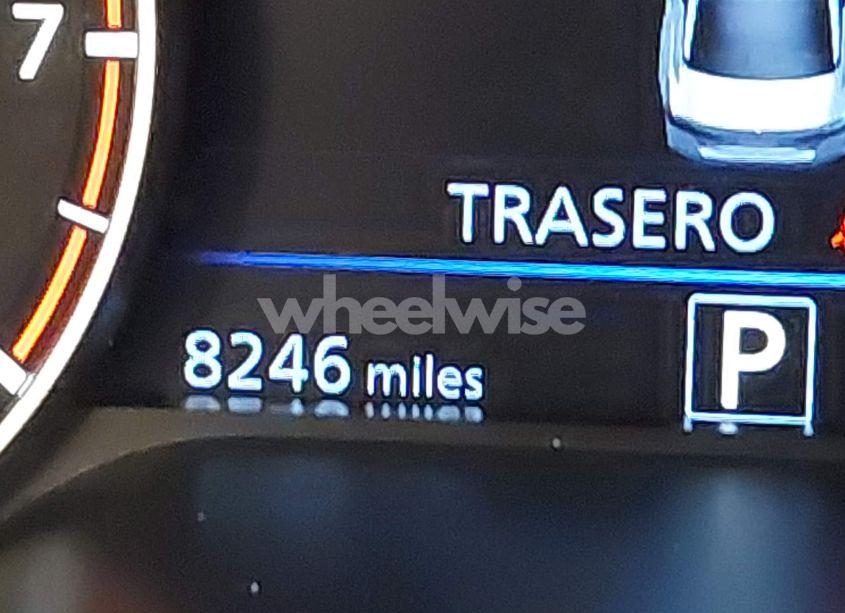 7
TRASERO
wheelwise
8246 miles
P